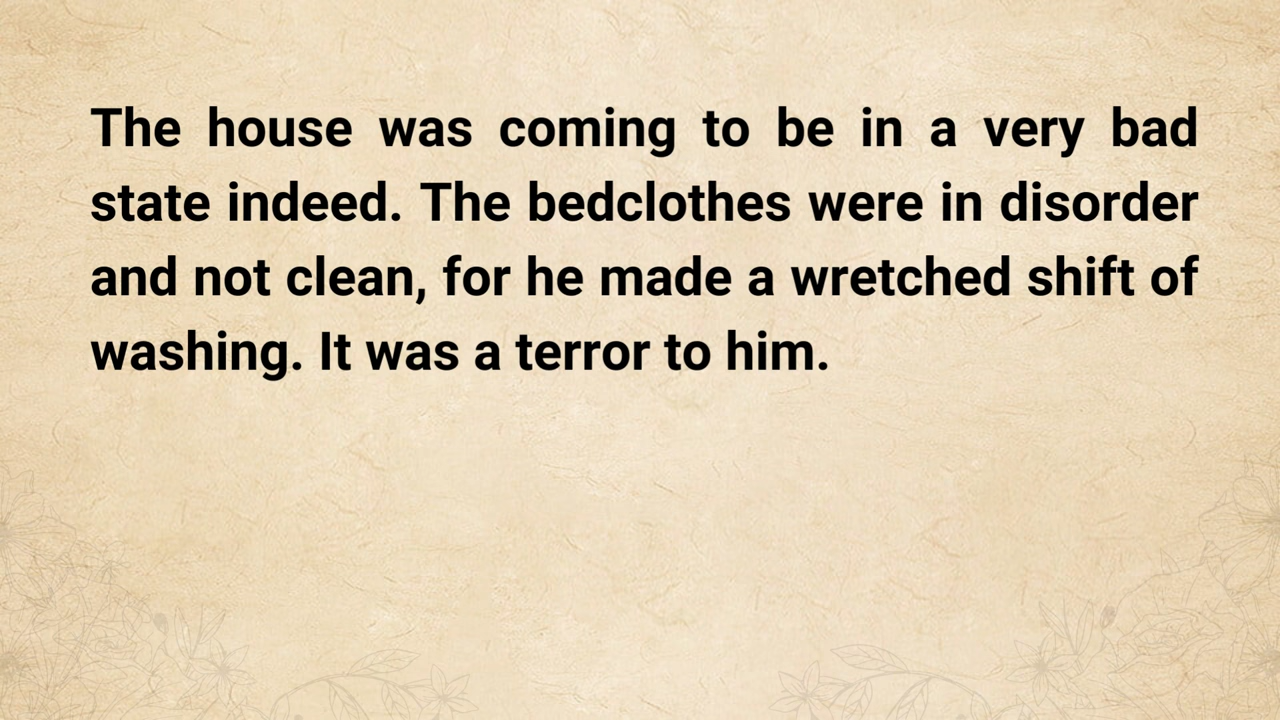 The house was coming to be in a very bad
state indeed. The bedclothes were in disorder
and not clean, for he made a wretched shift of
washing. It was a terror to him.